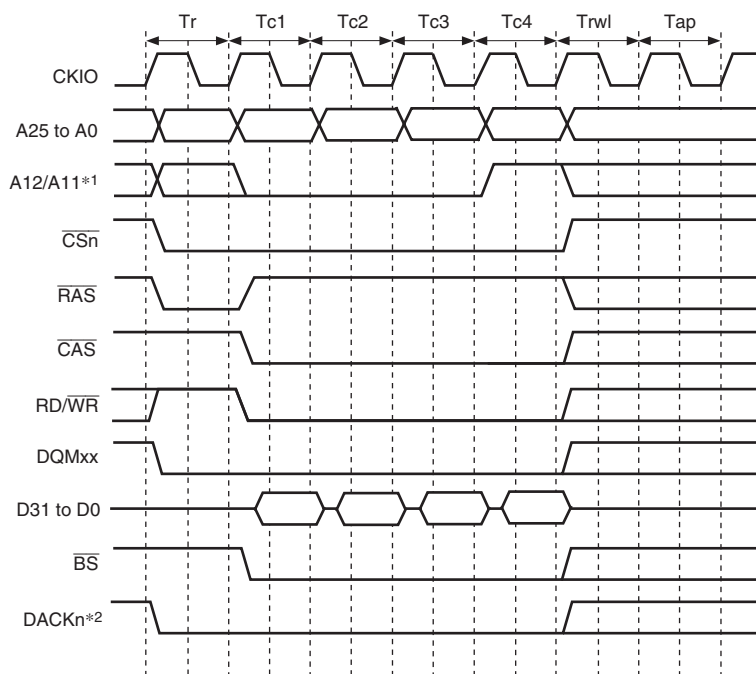 Tr Tc1 Tc2 Tc3 Tc4 Trwl Tap
CKIO
A25 to A0
A12/A11*1
CSn
RAS
CAS
RD/WR
DQMxx
D31 to D0
BS
DACKn*2